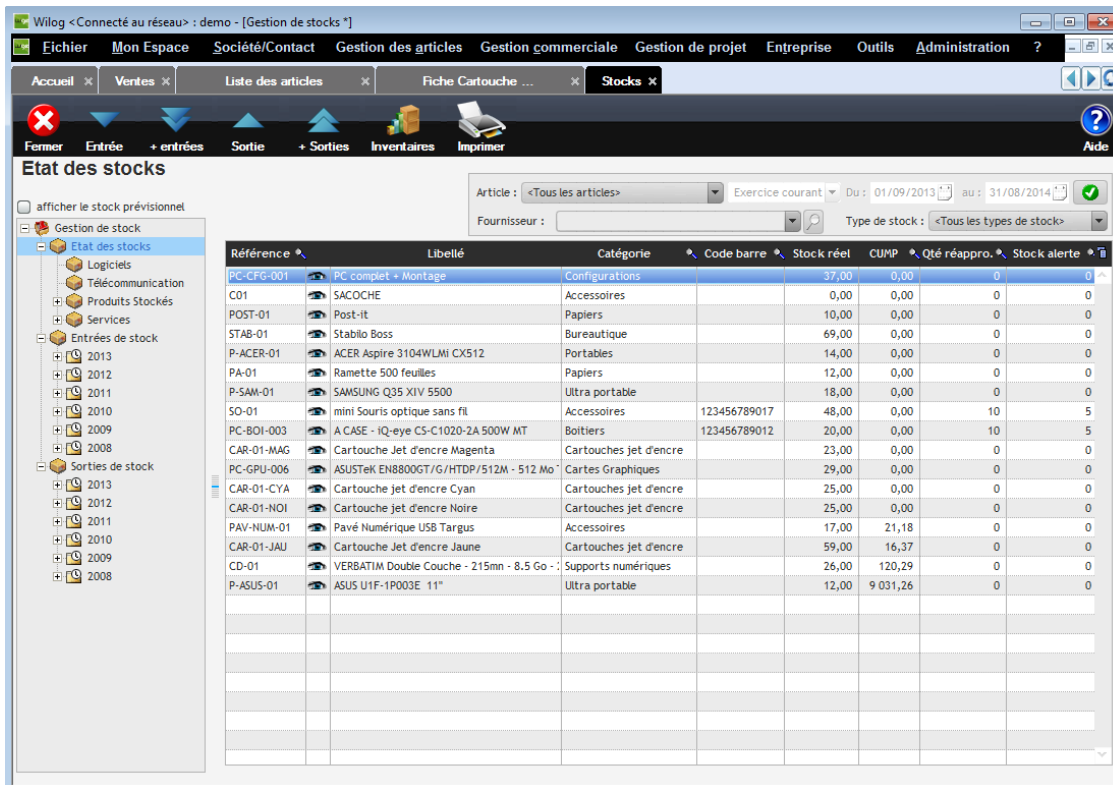 Wilog <Connecté au réseau> : demo - [Gestion de stocks *]
Fichier Mon Espace Société/Contact Gestion des articles Gestion commerciale Gestion de projet Entreprise Outils Administration ?
Accueil Ventes Liste des articles Fiche Cartouche ... Stocks
Fermer Entrée + entrées Sortie + Sorties Inventaires Imprimer Aide
Etat des stocks
Article : <Tous les articles> Exercice courant Du : 01/09/2013 au : 31/08/2014
afficher le stock prévisionnel
Fournisseur : Type de stock : <Tous les types de stock>
Gestion de stock
Etat des stocks
Logiciels
Télécommunication
Produits Stockés
Services
Entrées de stock
2013
2012
2011
2010
2009
2008
Sorties de stock
2013
2012
2011
2010
2009
2008
Référence Libellé Catégorie Code barre Stock réel CUMP Qté réappro. Stock alerte
PC-CFG-001 PC complet + Montage Configurations 37,00 0,00 0 0
C01 SACOCHE Accessoires 0,00 0,00 0 0
POST-01 Post-it Papiers 10,00 0,00 0 0
STAB-01 Stabilo Boss Bureautique 69,00 0,00 0 0
P-ACER-01 ACER Aspire 3104WLMi CX512 Portables 14,00 0,00 0 0
PA-01 Ramette 500 feuilles Papiers 12,00 0,00 0 0
P-SAM-01 SAMSUNG Q35 XIV 5500 Ultra portable 18,00 0,00 0 0
SO-01 mini Souris optique sans fil Accessoires 123456789017 48,00 0,00 10 5
PC-BOI-003 A CASE - iQ-eye CS-C1020-2A 500W MT Boitiers 123456789012 20,00 0,00 10 5
CAR-01-MAG Cartouche Jet d'encre Magenta Cartouches jet d'encre 23,00 0,00 0 0
PC-GPU-006 ASUSTeK EN8800GT/G/HTDP/512M - 512 Mo Cartes Graphiques 29,00 0,00 0 0
CAR-01-CYA Cartouche jet d'encre Cyan Cartouches jet d'encre 25,00 0,00 0 0
CAR-01-NOI Cartouche jet d'encre Noire Cartouches jet d'encre 25,00 0,00 0 0
PAV-NUM-01 Pavé Numérique USB Targus Accessoires 17,00 21,18 0 0
CAR-01-JAU Cartouche Jet d'encre Jaune Cartouches jet d'encre 59,00 16,37 0 0
CD-01 VERBATIM Double Couche - 215mn - 8.5 Go - Supports numériques 26,00 120,29 0 0
P-ASUS-01 ASUS U1F-1P003E 11" Ultra portable 12,00 9 031,26 0 0